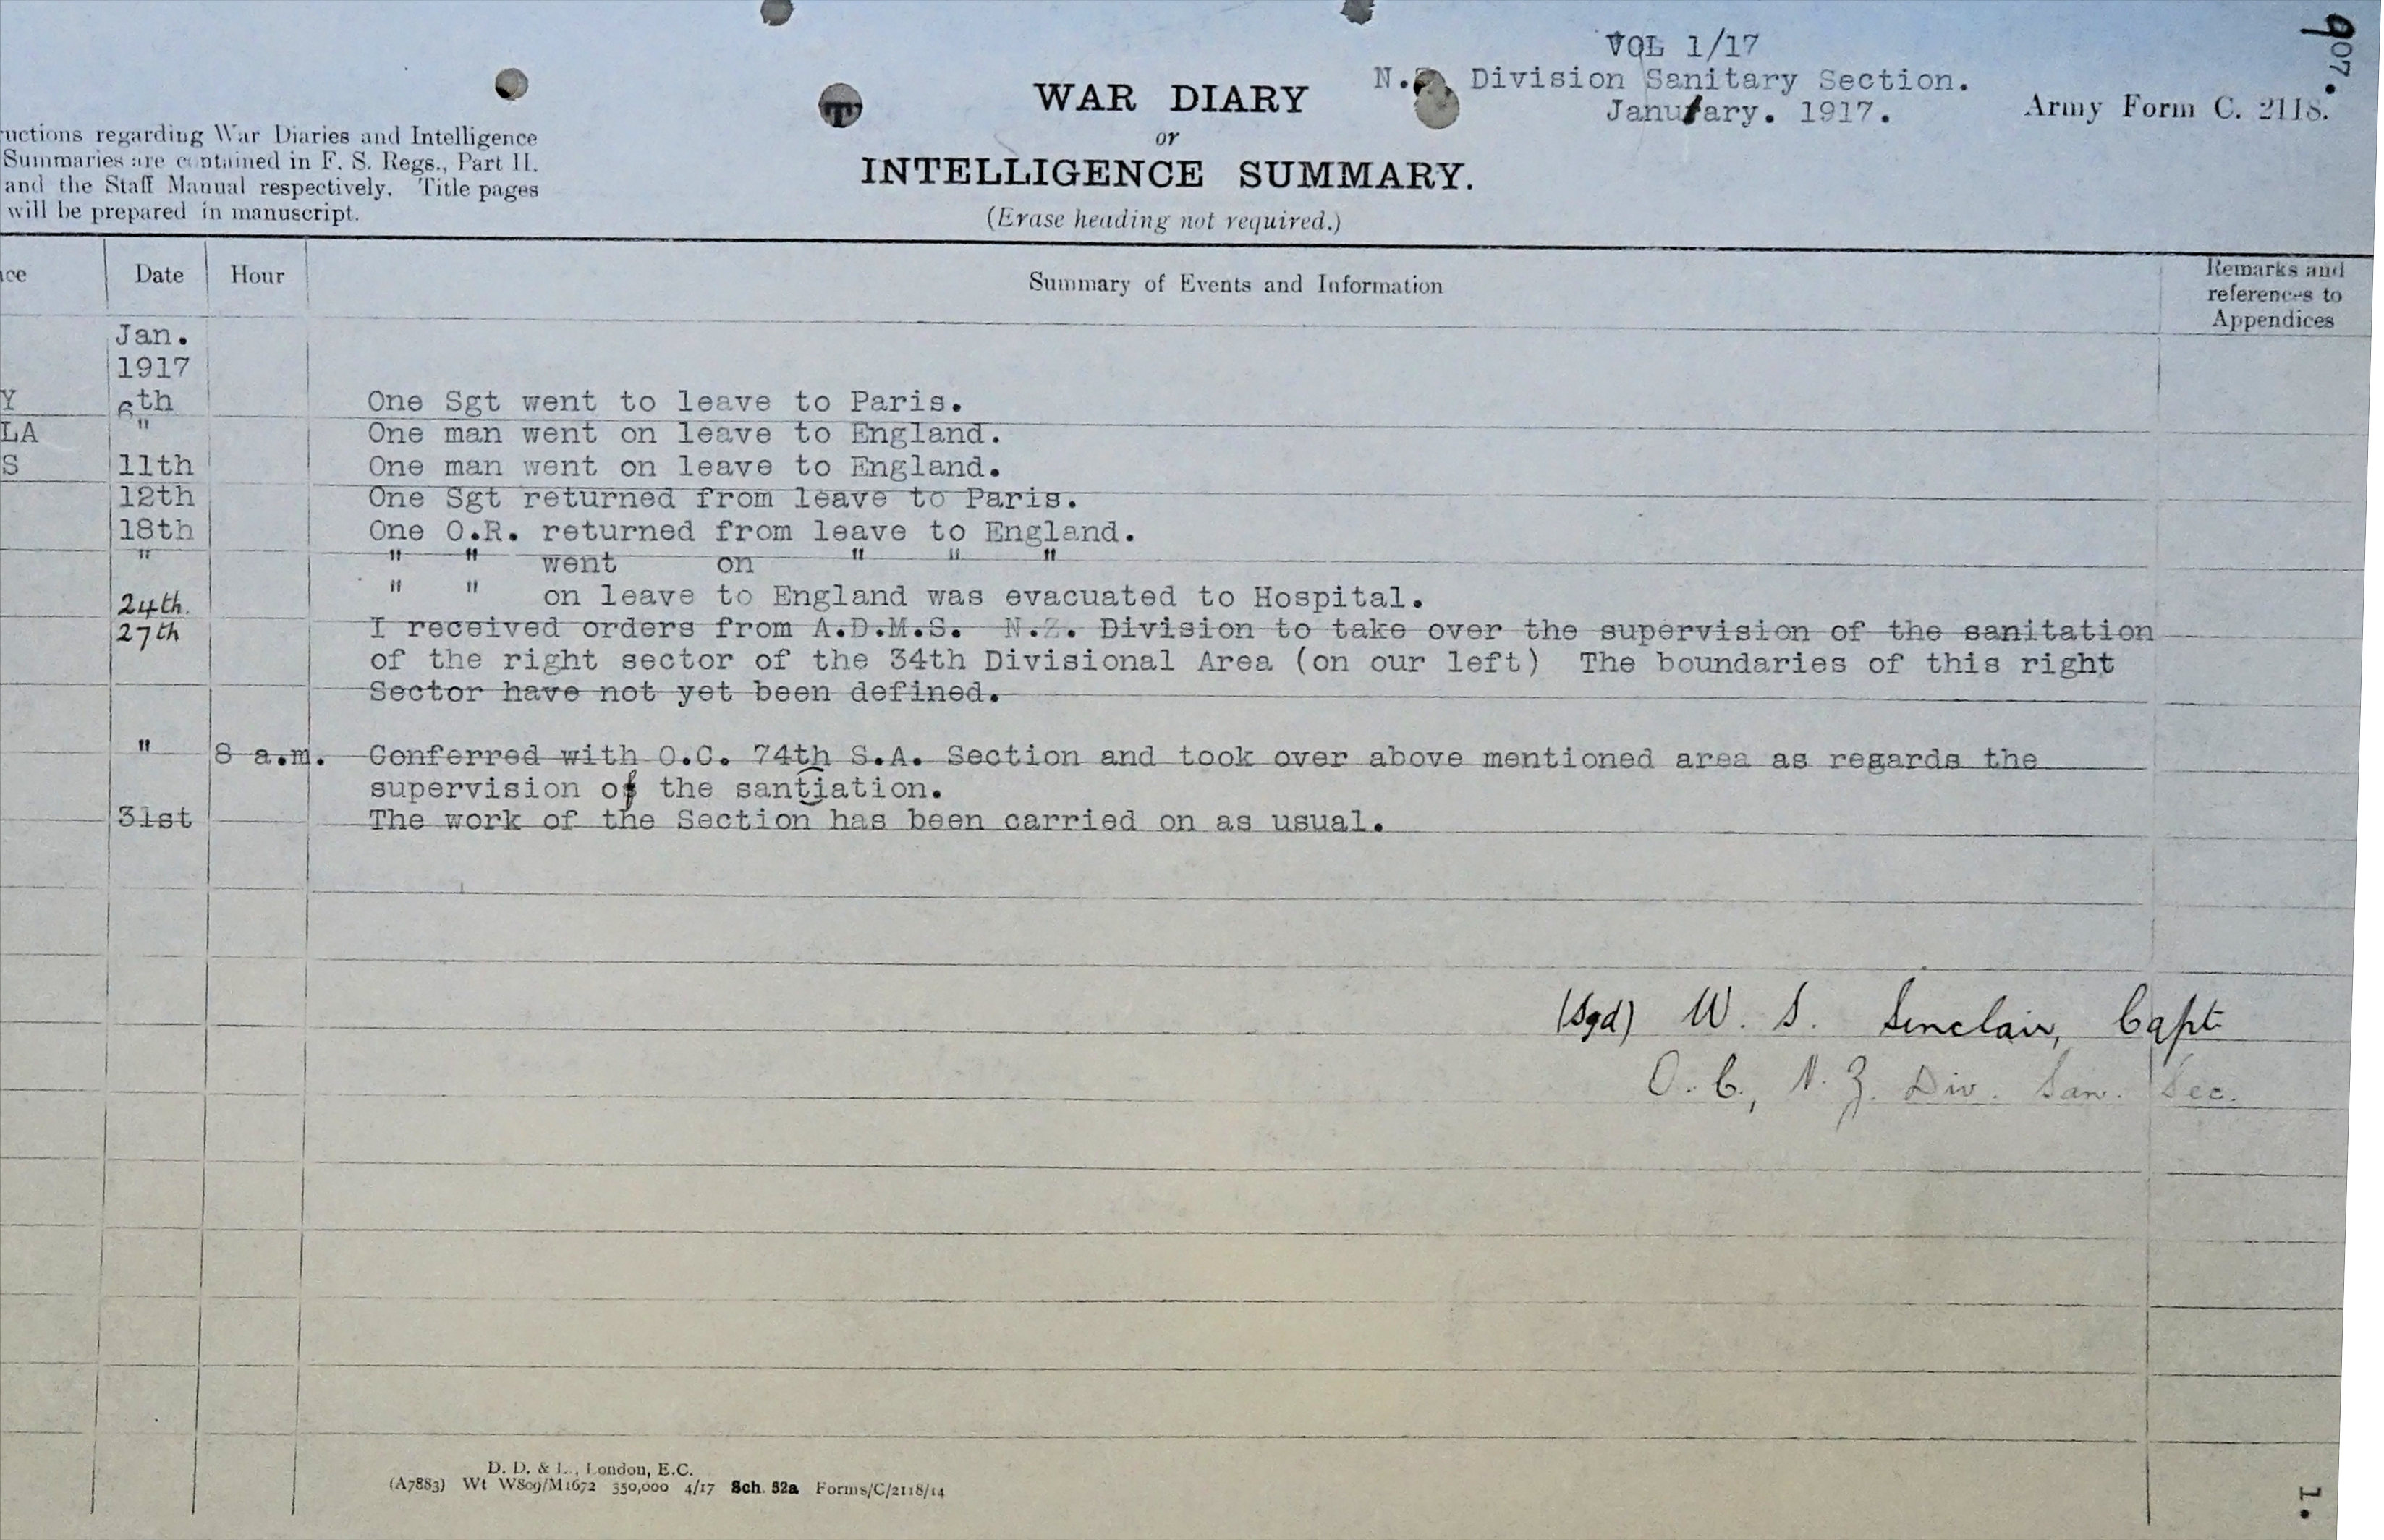 907.
VOL 1/17
N.Z. Division Sanitary Section.
January. 1917.
Army Form C. 2118.
WAR DIARY
or
INTELLIGENCE SUMMARY.
(Erase heading not required.)
uctions regarding War Diaries and Intelligence
Summaries are contained in F. S. Regs., Part II.
and the Staff Manual respectively. Title pages
will be prepared in manuscript.
ce Date Hour Summary of Events and Information Remarks and
references to
Appendices
Jan.
1917
Y 6th One Sgt went to leave to Paris.
LA " One man went on leave to England.
S 11th One man went on leave to England.
12th One Sgt returned from leave to Paris.
18th One O.R. returned from leave to England.
" " " went on " " "
24th. " " on leave to England was evacuated to Hospital.
27th I received orders from A.D.M.S. N.Z. Division to take over the supervision of the sanitation
of the right sector of the 34th Divisional Area (on our left) The boundaries of this right
Sector have not yet been defined.
" 8 a.m. Conferred with O.C. 74th S.A. Section and took over above mentioned area as regards the
supervision of the santiation.
31st The work of the Section has been carried on as usual.
(Sgd) W. S. Sinclair, Capt
O.C., N.Z. Div. San. Sec.
D. D. & L., London, E.C.
(A7883) Wt W809/M1672 350,000 4/17 Sch. 52a Forms/C/2118/14
1.